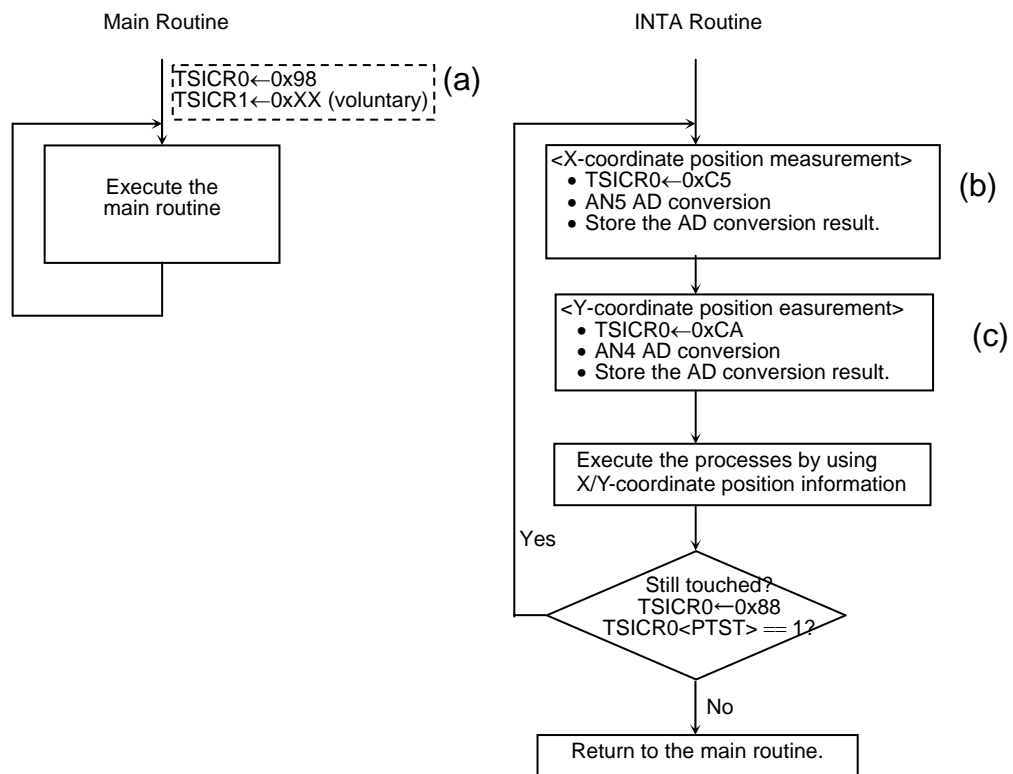 Main Routine
TSICR0←0x98
TSICR1←0xXX (voluntary)
(a)
Execute the
main routine
INTA Routine
<X-coordinate position measurement>
• TSICR0←0xC5
• AN5 AD conversion
• Store the AD conversion result.
(b)
<Y-coordinate position easurement>
• TSICR0←0xCA
• AN4 AD conversion
• Store the AD conversion result.
(c)
Execute the processes by using
X/Y-coordinate position information
Yes
Still touched?
TSICR0←0x88
TSICR0<PTST> == 1?
No
Return to the main routine.